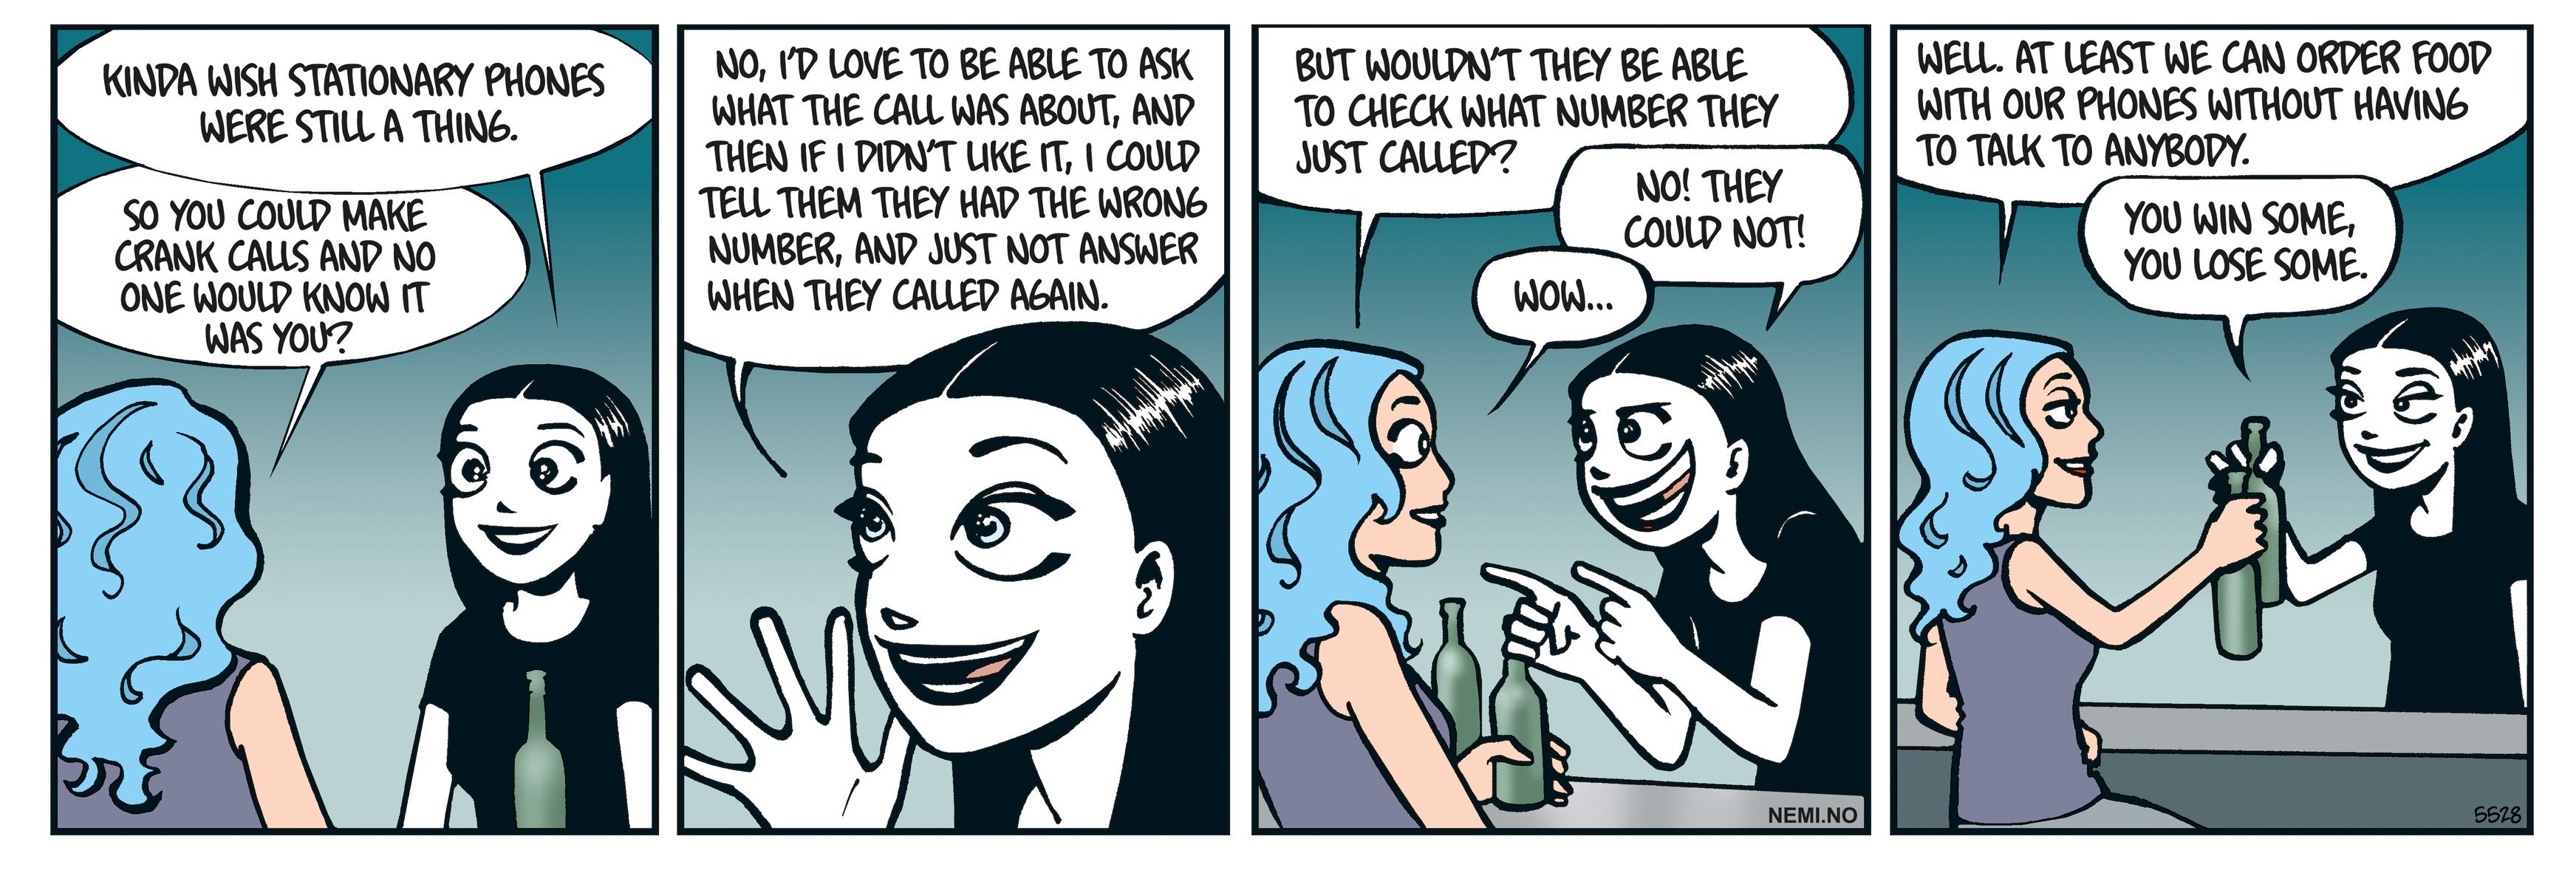 KINDA WISH STATIONARY PHONES
WERE STILL A THING.
SO YOU COULD MAKE
CRANK CALLS AND NO
ONE WOULD KNOW IT
WAS YOU?
NO, I'D LOVE TO BE ABLE TO ASK
WHAT THE CALL WAS ABOUT, AND
THEN IF I DIDN'T LIKE IT, I COULD
TELL THEM THEY HAD THE WRONG
NUMBER, AND JUST NOT ANSWER
WHEN THEY CALLED AGAIN.
BUT WOULDN'T THEY BE ABLE
TO CHECK WHAT NUMBER THEY
JUST CALLED?
NO! THEY
COULD NOT!
WOW...
NEMI.NO
WELL. AT LEAST WE CAN ORDER FOOD
WITH OUR PHONES WITHOUT HAVING
TO TALK TO ANYBODY.
YOU WIN SOME,
YOU LOSE SOME.
5528